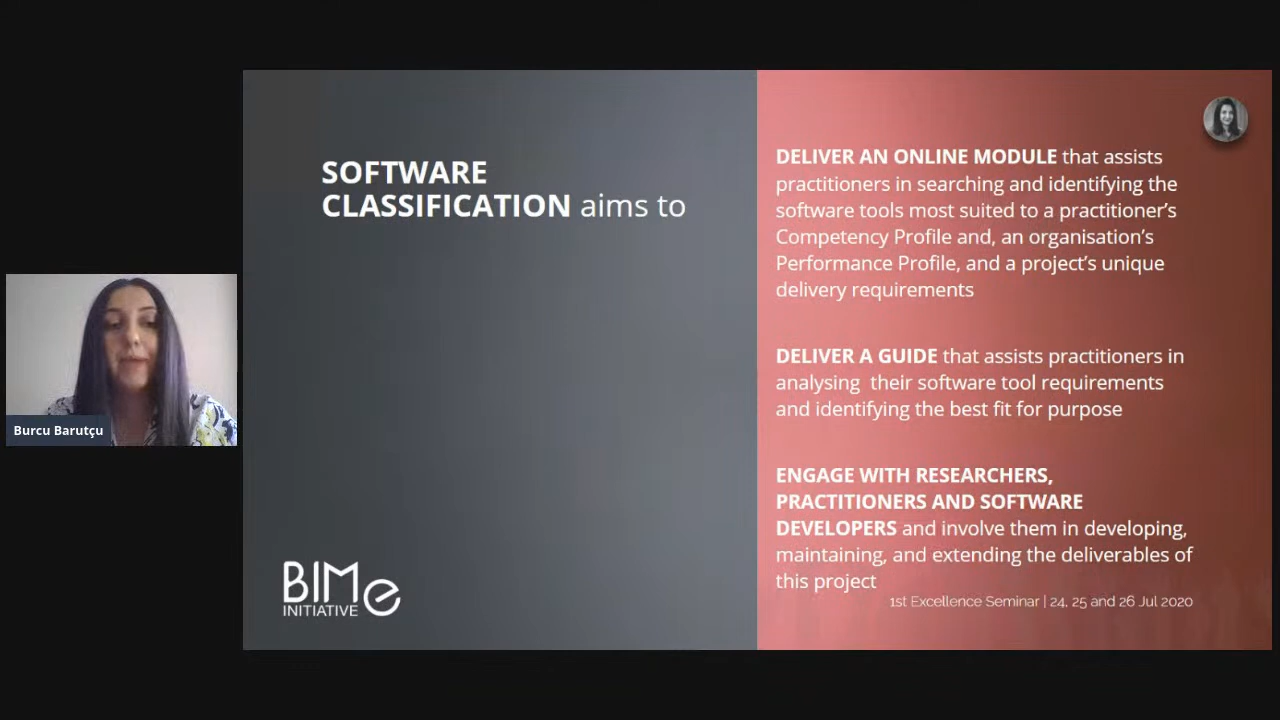 SOFTWARE
CLASSIFICATION aims to
DELIVER AN ONLINE MODULE that assists
practitioners in searching and identifying the
software tools most suited to a practitioner’s
Competency Profile and, an organisation’s
Performance Profile, and a project’s unique
delivery requirements
DELIVER A GUIDE that assists practitioners in
analysing  their software tool requirements
and identifying the best fit for purpose
ENGAGE WITH RESEARCHERS,
PRACTITIONERS AND SOFTWARE
DEVELOPERS and involve them in developing,
maintaining, and extending the deliverables of
this project
1st Excellence Seminar | 24, 25 and 26 Jul 2020
BIMe
INITIATIVE
Burcu Barutçu